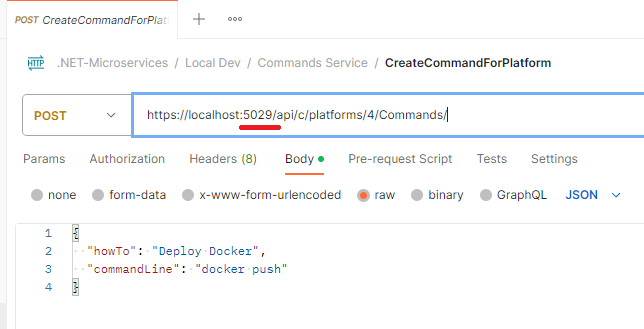 POST CreateCommandForPlat
HTTP .NET-Microservices / Local Dev / Commands Service / CreateCommandForPlatform
POST https://localhost:5029/api/c/platforms/4/Commands/
Params Authorization Headers (8) Body Pre-request Script Tests Settings
none form-data x-www-form-urlencoded raw binary GraphQL JSON
1 {
2 "howTo": "Deploy Docker",
3 "commandLine": "docker push"
4 }